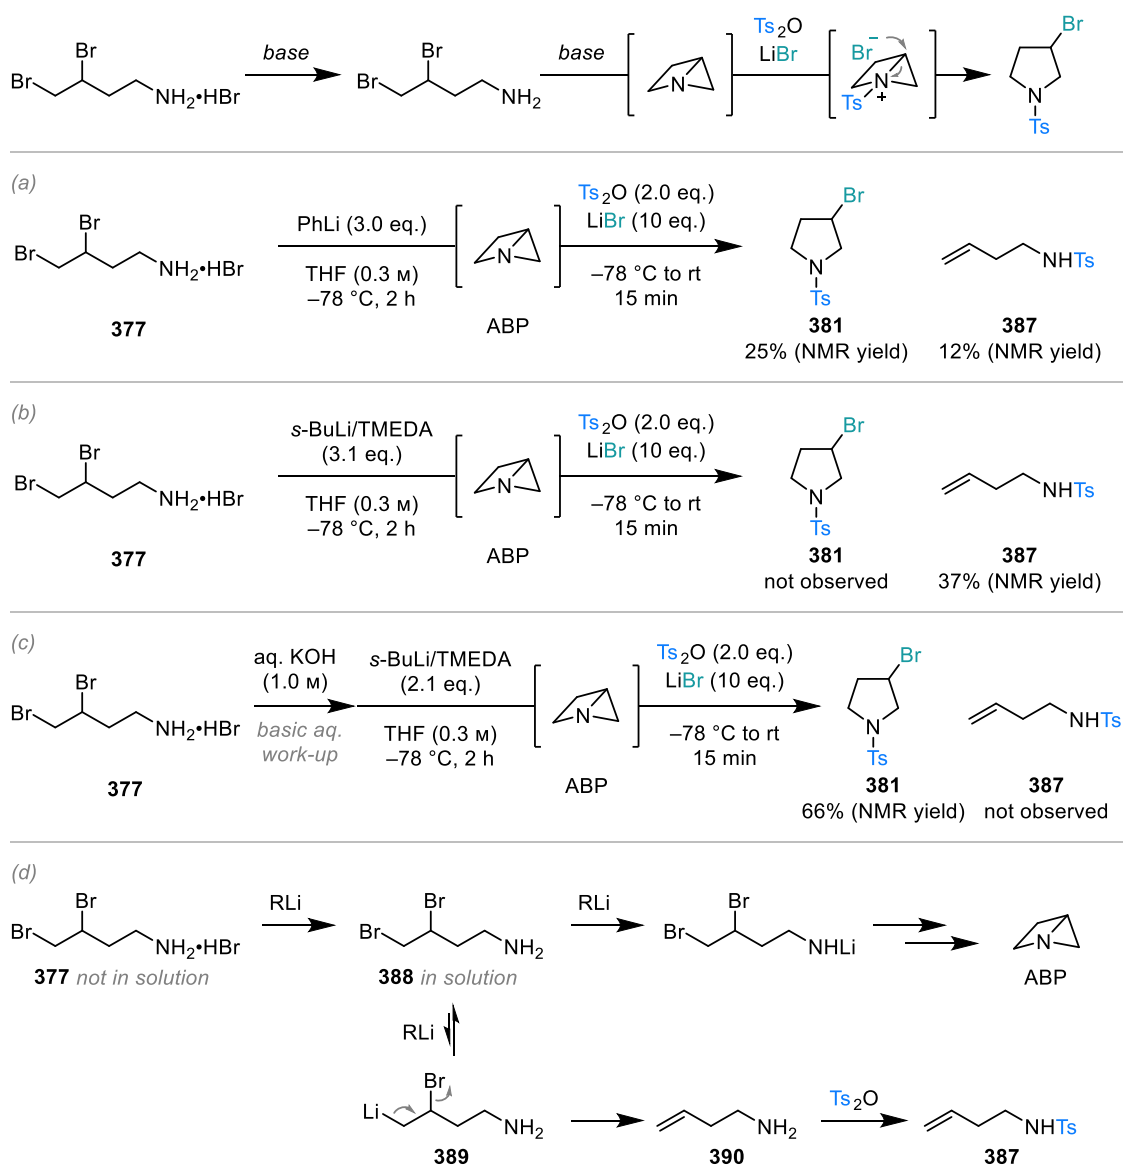 Br
Br
NH2•HBr
base
Br
Br
NH2
base
N
Ts2O
LiBr
Br–
N
Ts
+
Br
N
Ts
(a)
Br
Br
NH2•HBr
377
PhLi (3.0 eq.)
THF (0.3 M)
–78 °C, 2 h
N
ABP
Ts2O (2.0 eq.)
LiBr (10 eq.)
–78 °C to rt
15 min
Br
N
Ts
381
25% (NMR yield)
NHTs
387
12% (NMR yield)
(b)
Br
Br
NH2•HBr
377
s-BuLi/TMEDA
(3.1 eq.)
THF (0.3 M)
–78 °C, 2 h
N
ABP
Ts2O (2.0 eq.)
LiBr (10 eq.)
–78 °C to rt
15 min
Br
N
Ts
381
not observed
NHTs
387
37% (NMR yield)
(c)
Br
Br
NH2•HBr
377
aq. KOH
(1.0 M)
basic aq.
work-up
s-BuLi/TMEDA
(2.1 eq.)
THF (0.3 M)
–78 °C, 2 h
N
ABP
Ts2O (2.0 eq.)
LiBr (10 eq.)
–78 °C to rt
15 min
Br
N
Ts
381
66% (NMR yield)
NHTs
387
not observed
(d)
Br
Br
NH2•HBr
377 not in solution
RLi
Br
Br
NH2
388 in solution
RLi
Br
Br
NHLi
N
ABP
RLi
Br
Li
NH2
389
NH2
390
Ts2O
NHTs
387